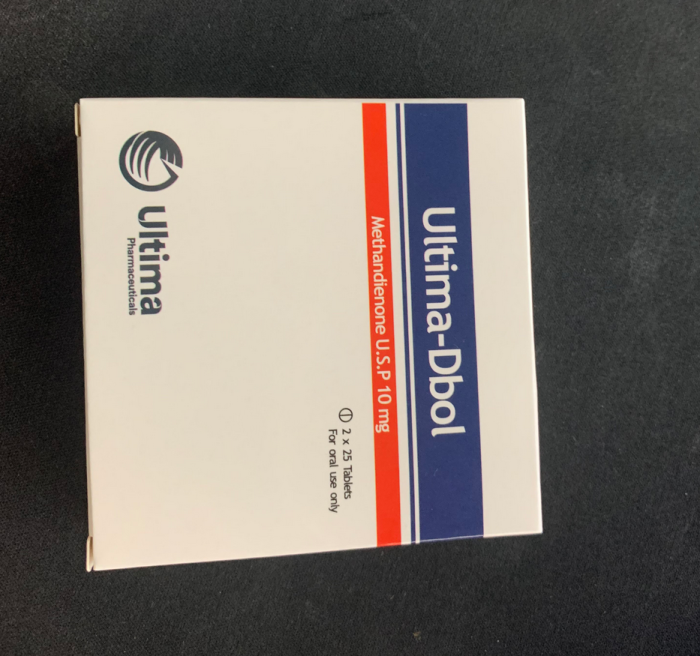 Ultima-Dbol
Methandienone U.S.P 10 mg
2 x 25 Tablets
For oral use only
Ultima
Pharmaceuticals